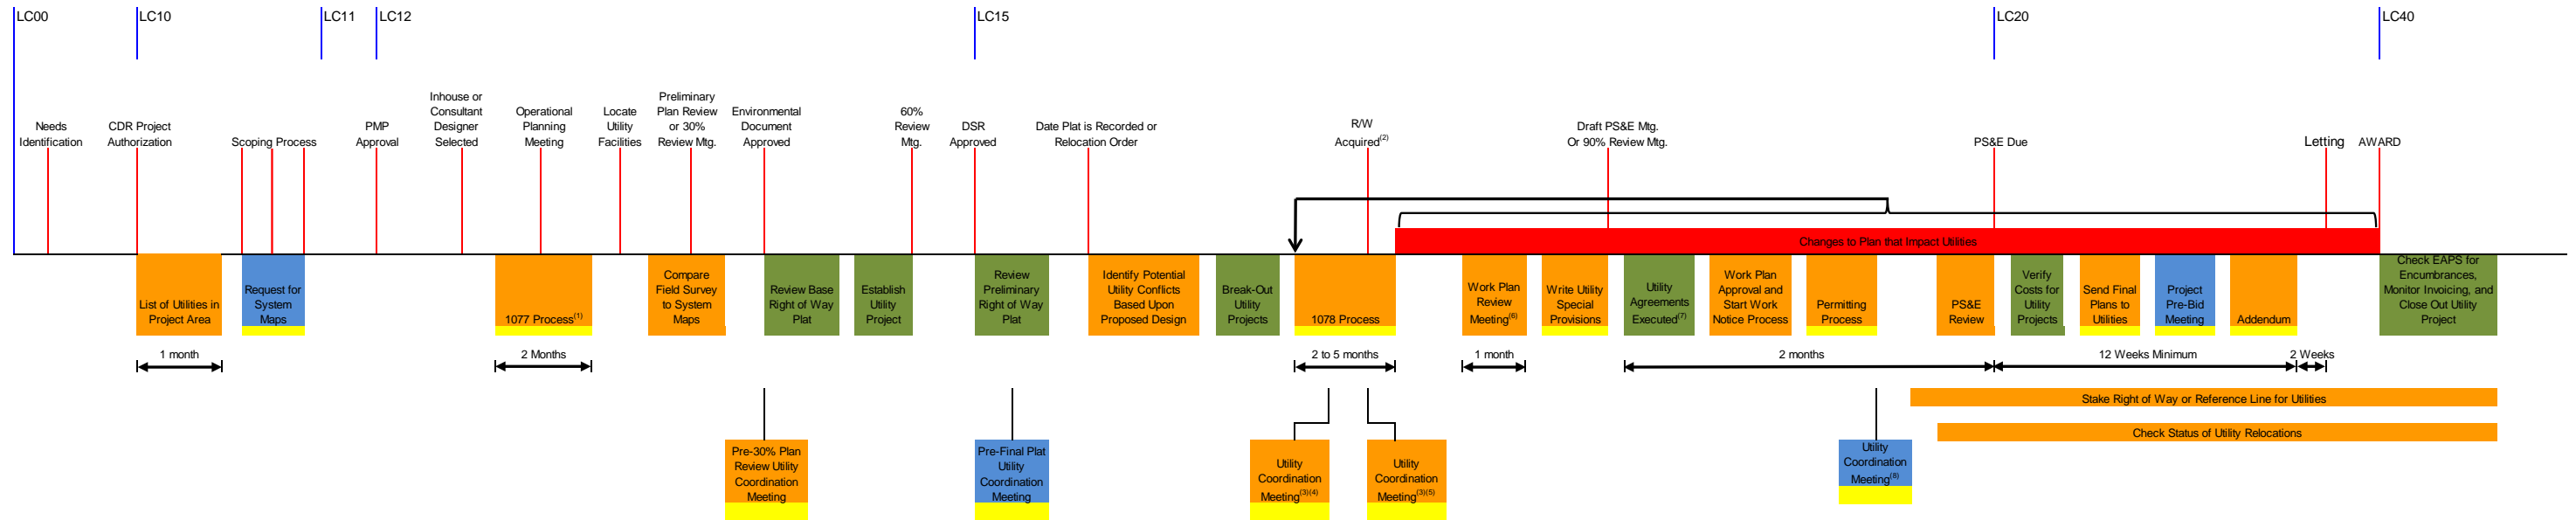 LC00
LC10
LC11
LC12
LC15
LC20
LC40
Needs
Identification
CDR Project
Authorization
Scoping Process
PMP
Approval
Inhouse or
Consultant
Designer
Selected
Operational
Planning
Meeting
Locate
Utility
Facilities
Preliminary
Plan Review
or 30%
Review Mtg.
Environmental
Document
Approved
60%
Review
Mtg.
DSR
Approved
Date Plat is Recorded or
Relocation Order
R/W
Acquired(2)
Draft PS&E Mtg.
Or 90% Review Mtg.
PS&E Due
Letting
AWARD
Changes to Plan that Impact Utilities
List of Utilities in
Project Area
Request for
System
Maps
1077 Process(1)
Compare
Field Survey
to System
Maps
Review Base
Right of Way
Plat
Establish
Utility
Project
Review
Preliminary
Right of Way
Plat
Identify Potential
Utility Conflicts
Based Upon
Proposed Design
Break-Out
Utility
Projects
1078 Process
Work Plan
Review
Meeting(6)
Write Utility
Special
Provisions
Utility
Agreements
Executed(7)
Work Plan
Approval and
Start Work
Notice Process
Permitting
Process
PS&E
Review
Verify
Costs for
Utility
Projects
Send Final
Plans to
Utilities
Project
Pre-Bid
Meeting
Addendum
Check EAPS for
Encumbrances,
Monitor Invoicing, and
Close Out Utility
Project
1 month
2 Months
2 to 5 months
1 month
2 months
12 Weeks Minimum
2 Weeks
Stake Right of Way or Reference Line for Utilities
Check Status of Utility Relocations
Pre-30% Plan
Review Utility
Coordination
Meeting
Pre-Final Plat
Utility
Coordination
Meeting
Utility
Coordination
Meeting(3)(4)
Utility
Coordination
Meeting(3)(5)
Utility
Coordination
Meeting(8)